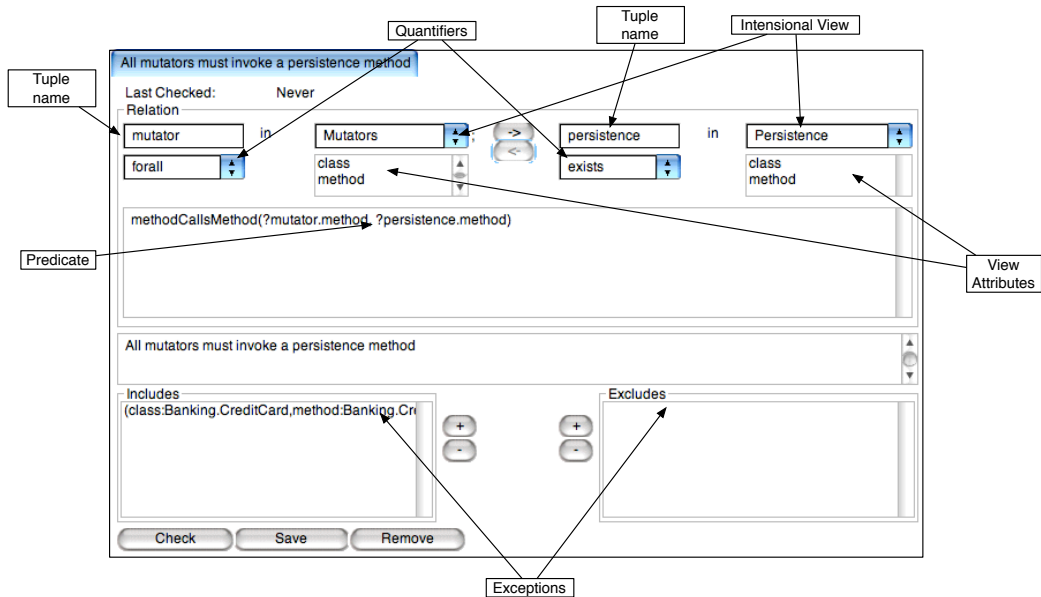 Tuple
name
Quantifiers
Tuple
name
Intensional View
All mutators must invoke a persistence method
Last Checked: Never
Relation
mutator in Mutators ; -> persistence in Persistence
<-
forall class method exists class method
methodCallsMethod(?mutator.method, ?persistence.method)
Predicate
View
Attributes
All mutators must invoke a persistence method
Includes Excludes
(class:Banking.CreditCard,method:Banking.Cre
+ +
- -
Check Save Remove
Exceptions